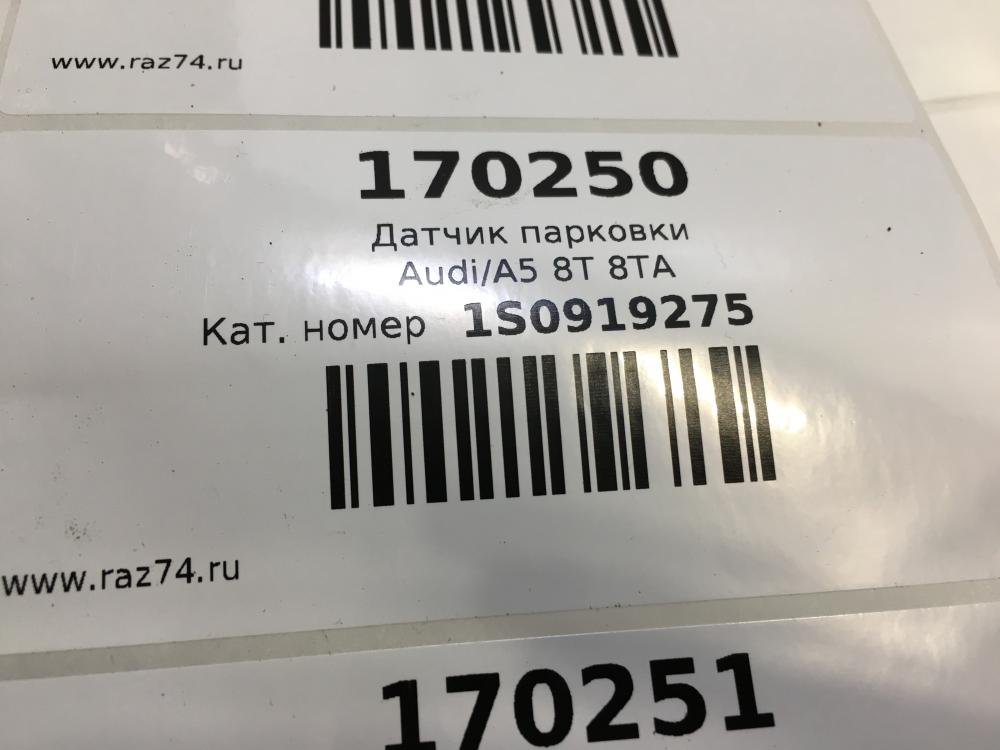 www.raz74.ru
170250
Датчик парковки
Audi/A5 8T 8TA
Кат. номер 1S0919275
www.raz74.ru
170251